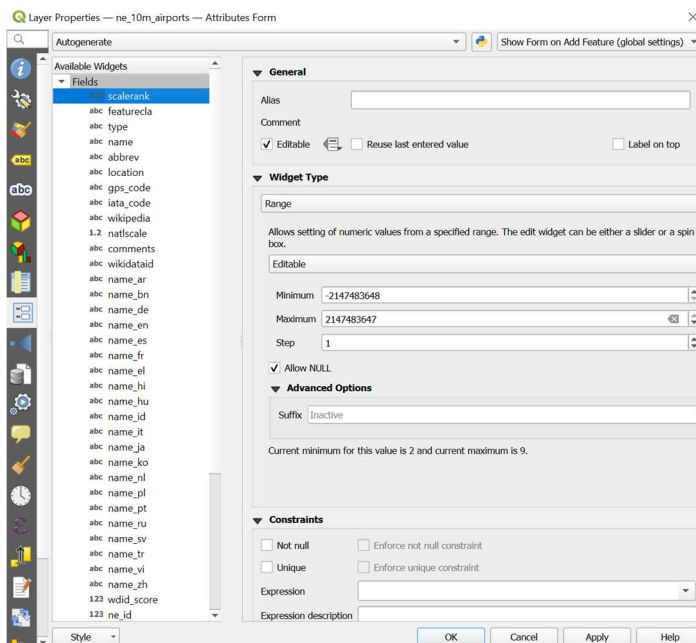 Layer Properties — ne_10m_airports — Attributes Form
Autogenerate
Show Form on Add Feature (global settings)
Available Widgets
Fields
123 scalerank
abc featurecla
abc type
abc name
abc abbrev
abc location
abc gps_code
abc iata_code
abc wikipedia
1.2 natlscale
abc comments
abc wikidataid
abc name_ar
abc name_bn
abc name_de
abc name_en
abc name_es
abc name_fr
abc name_el
abc name_hi
abc name_hu
abc name_id
abc name_it
abc name_ja
abc name_ko
abc name_nl
abc name_pl
abc name_pt
abc name_ru
abc name_sv
abc name_tr
abc name_vi
abc name_zh
123 wdid_score
123 ne_id
Style
abc
abc
General
Alias
Comment
Editable
Reuse last entered value
Label on top
Widget Type
Range
Allows setting of numeric values from a specified range. The edit widget can be either a slider or a spin
box.
Editable
Minimum -2147483648
Maximum 2147483647
Step 1
Allow NULL
Advanced Options
Suffix Inactive
Current minimum for this value is 2 and current maximum is 9.
Constraints
Not null
Enforce not null constraint
Unique
Enforce unique constraint
Expression
Expression description
OK
Cancel
Apply
Help